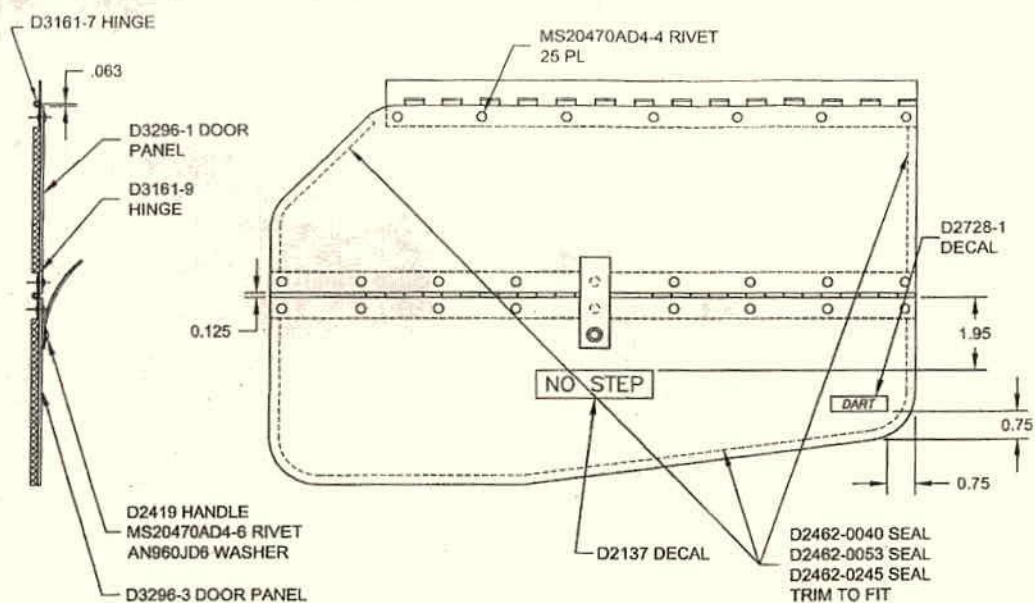 D3161-7 HINGE
.063
D3296-1 DOOR
PANEL
D3161-9
HINGE
0.125
D2419 HANDLE
MS20470AD4-6 RIVET
AN960JD6 WASHER
D3296-3 DOOR PANEL
MS20470AD4-4 RIVET
25 PL
D2728-1
DECAL
1.95
NO STEP
DART
0.75
0.75
D2137 DECAL
D2462-0040 SEAL
D2462-0053 SEAL
D2462-0245 SEAL
TRIM TO FIT